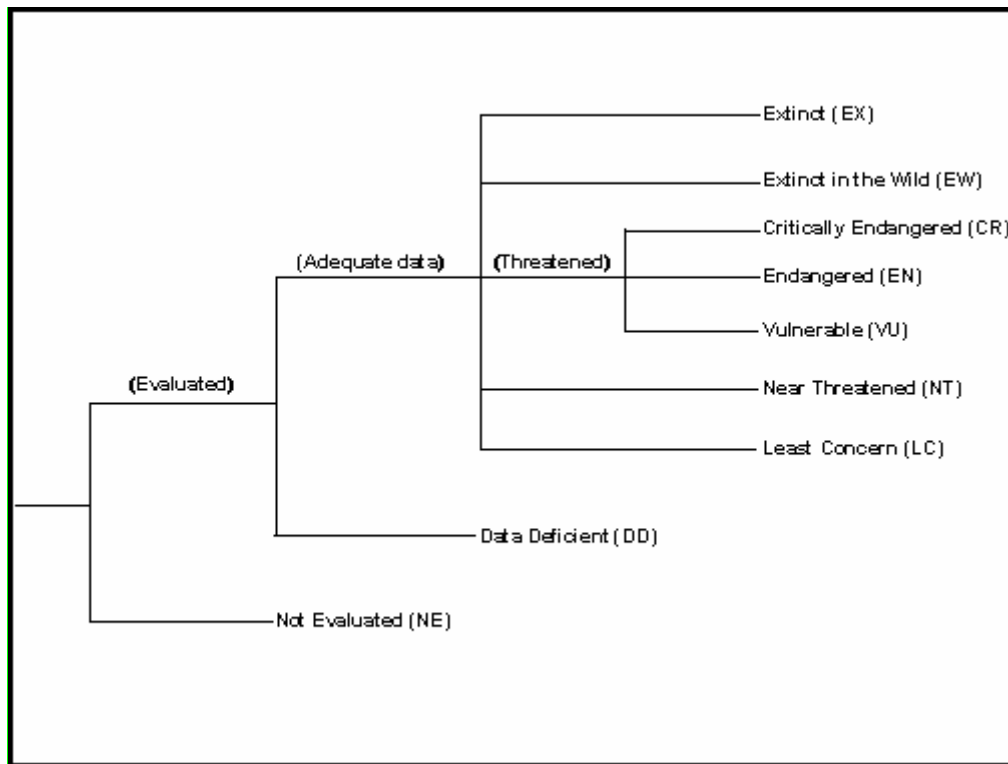 Extinct (EX)
Extinct in the Wild (EW)
Critically Endangered (CR)
(Adequate data)
(Threatened)
Endangered (EN)
Vulnerable (VU)
(Evaluated)
Near Threatened (NT)
Least Concern (LC)
Data Deficient (DD)
Not Evaluated (NE)